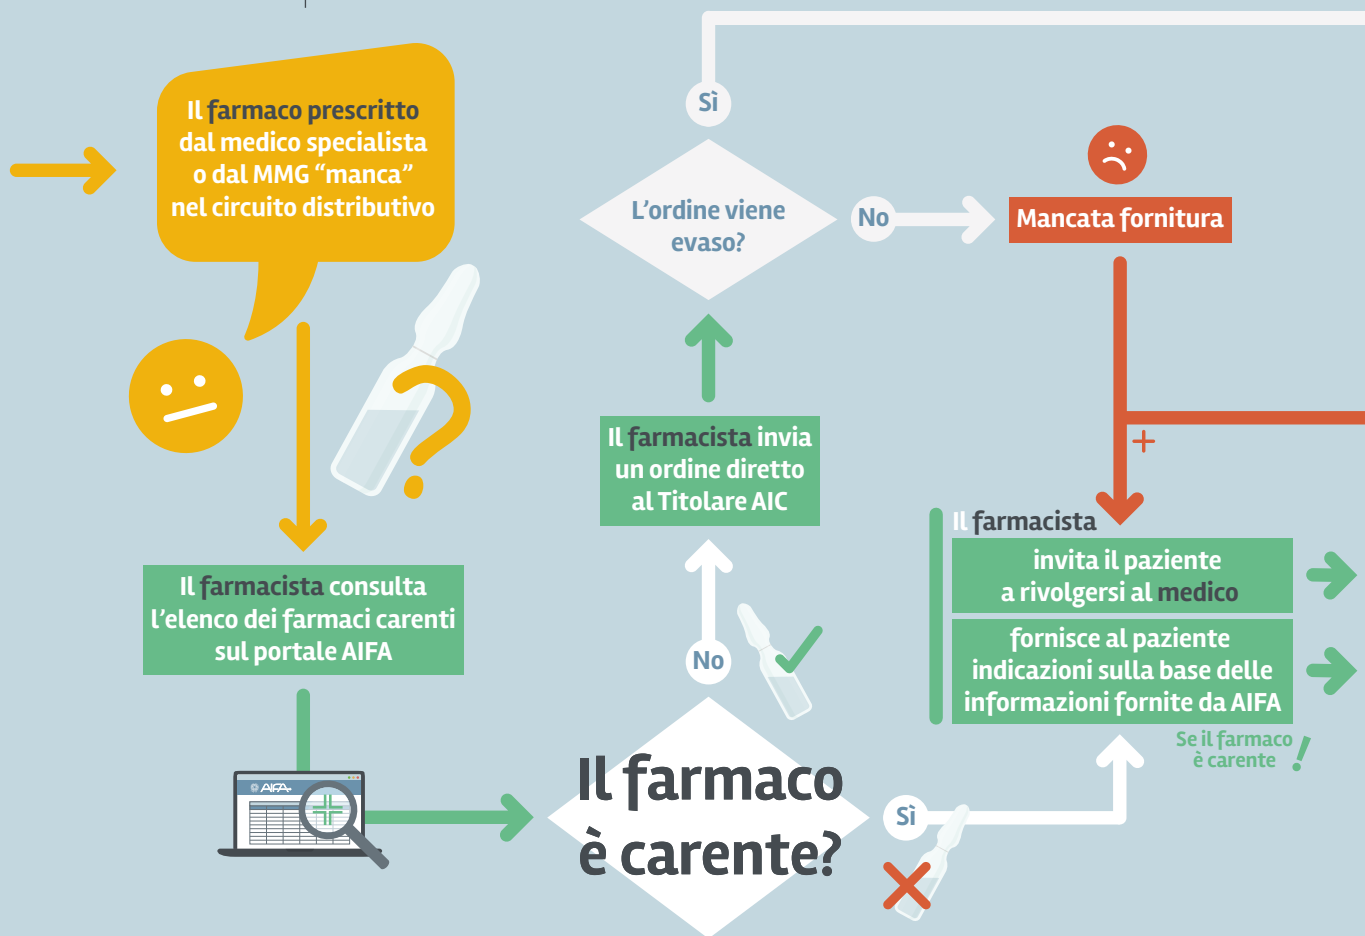 Il farmaco prescritto
dal medico specialista
o dal MMG “manca”
nel circuito distributivo
Il farmacista consulta
l’elenco dei farmaci carenti
sul portale AIFA
AIFA
Il farmaco
è carente?
No
Il farmacista invia
un ordine diretto
al Titolare AIC
L’ordine viene
evaso?
Sì
No
Mancata fornitura
+
Il farmacista
invita il paziente
a rivolgersi al medico
fornisce al paziente
indicazioni sulla base delle
informazioni fornite da AIFA
Se il farmaco
è carente !
Sì